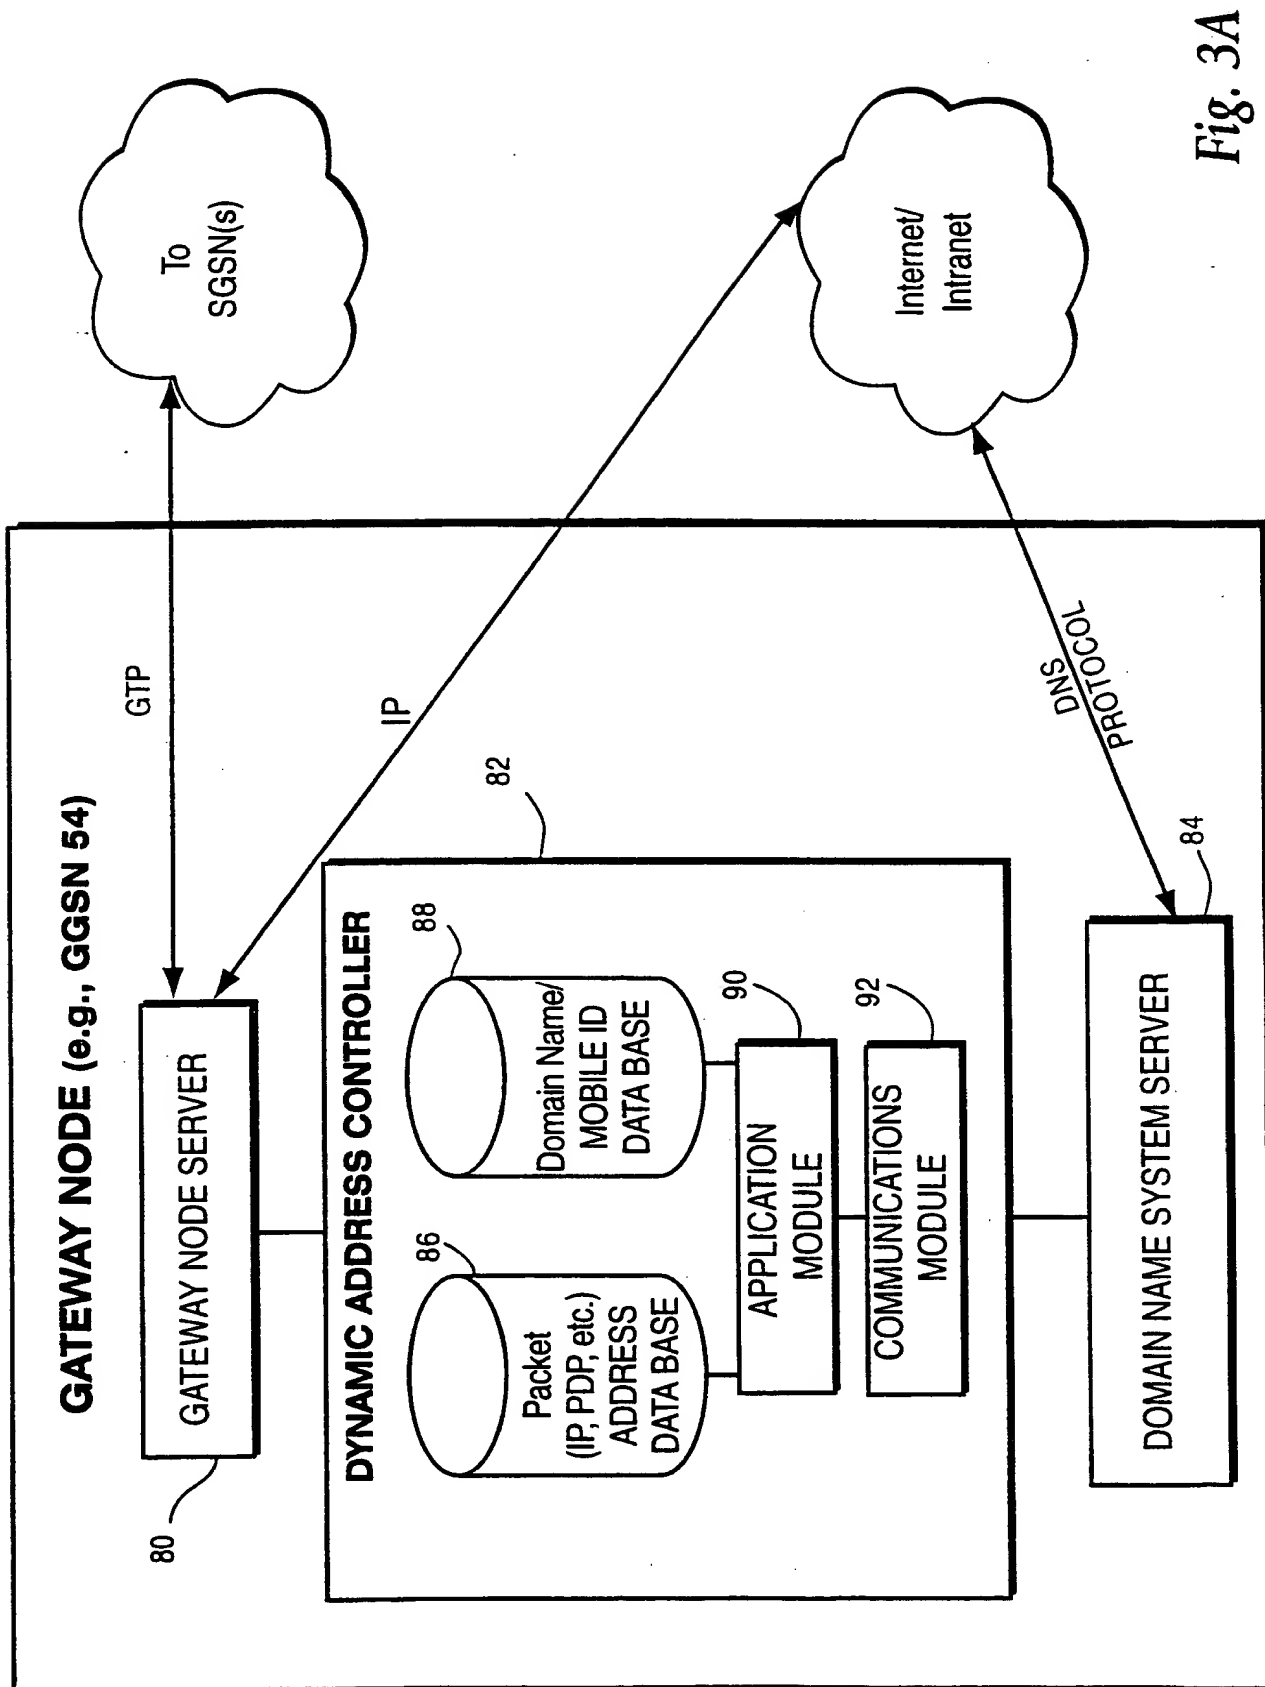 GATEWAY NODE (e.g., GGSN 54)
80
GATEWAY NODE SERVER
GTP
To
SGSN(s)
IP
82
DYNAMIC ADDRESS CONTROLLER
86
Packet
(IP, PDP, etc.)
ADDRESS
DATA BASE
88
Domain Name/
MOBILE ID
DATA BASE
90
APPLICATION
MODULE
92
COMMUNICATIONS
MODULE
Internet/
Intranet
DNS
PROTOCOL
84
DOMAIN NAME SYSTEM SERVER
Fig. 3A